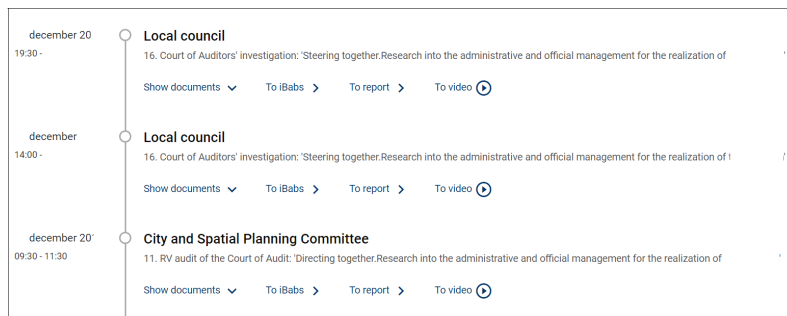 december 20
Local council
19:30 -
16. Court of Auditors' investigation: 'Steering together.Research into the administrative and official management for the realization of
Show documents To iBabs To report To video
december
Local council
14:00 -
16. Court of Auditors' investigation: 'Steering together.Research into the administrative and official management for the realization of
Show documents To iBabs To report To video
december 20
City and Spatial Planning Committee
09:30 - 11:30
11. RV audit of the Court of Audit: 'Directing together.Research into the administrative and official management for the realization of
Show documents To iBabs To report To video